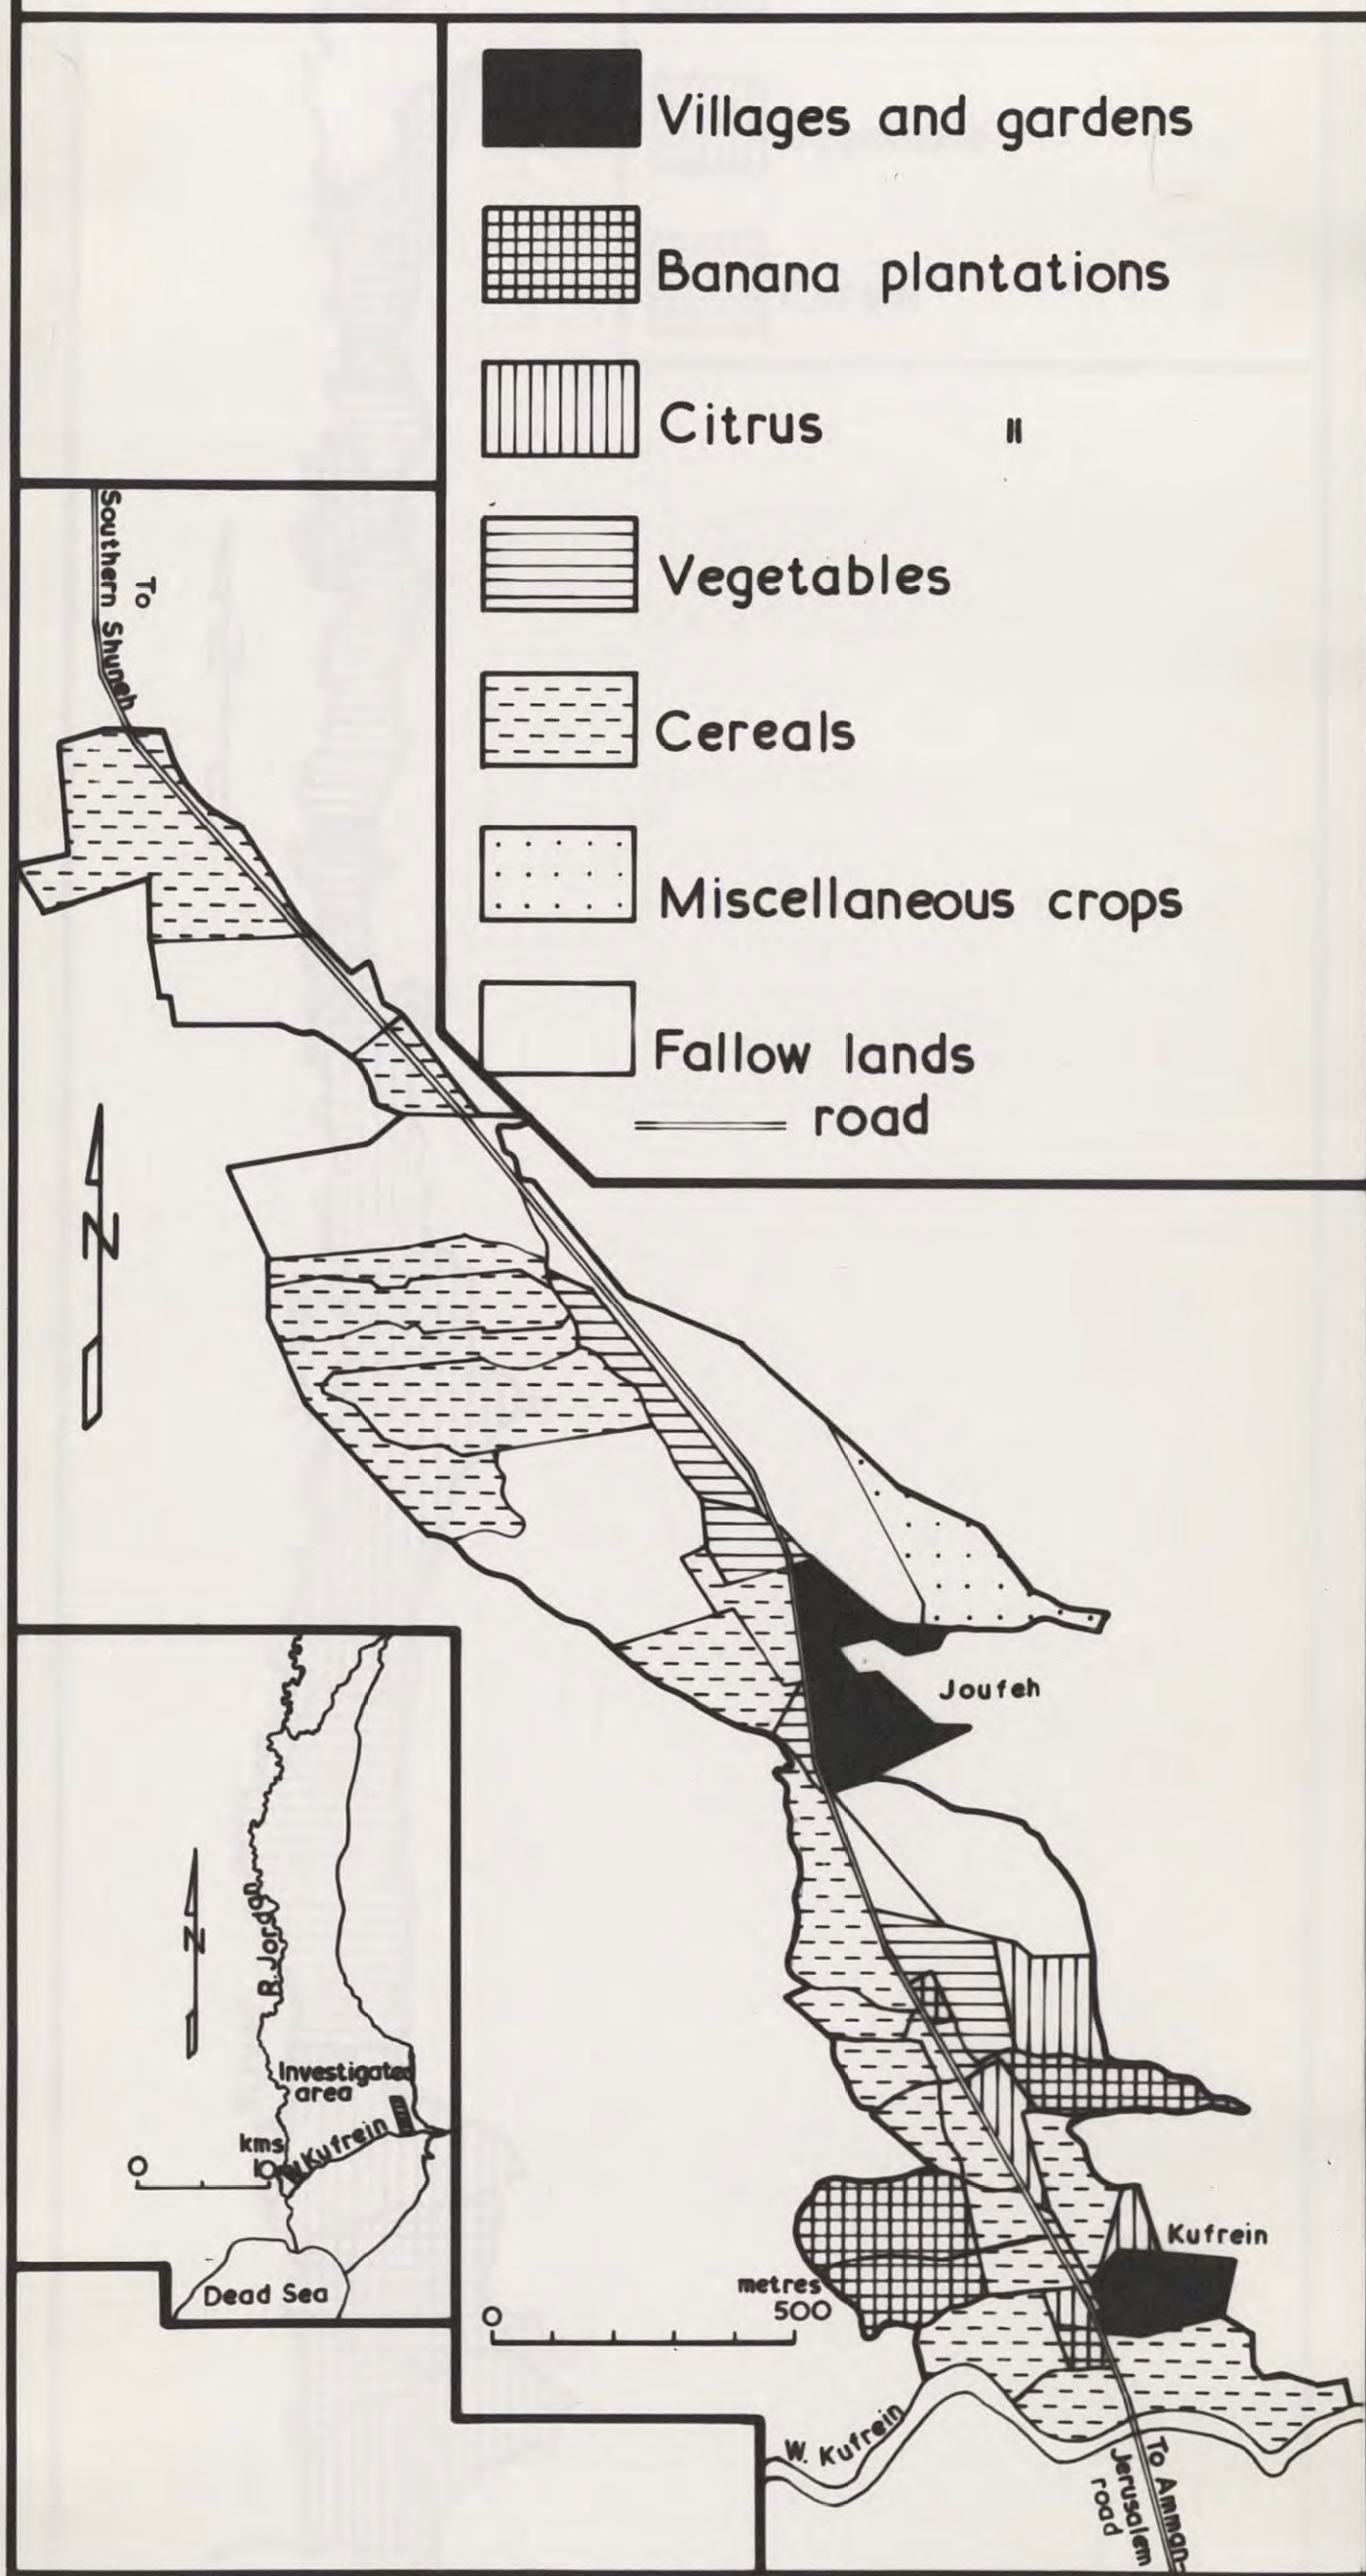 Villages and gardens
Banana plantations
Citrus "
Vegetables
Cereals
Miscellaneous crops
Fallow lands
road
To
Southern Shuneh
N
Joufeh
N
R. Jordan
Investigated
area
kms
0 10
W. Kufrein
Dead Sea
Kufrein
metres
0 500
W. Kufrein
To Amman-
Jerusalem
road